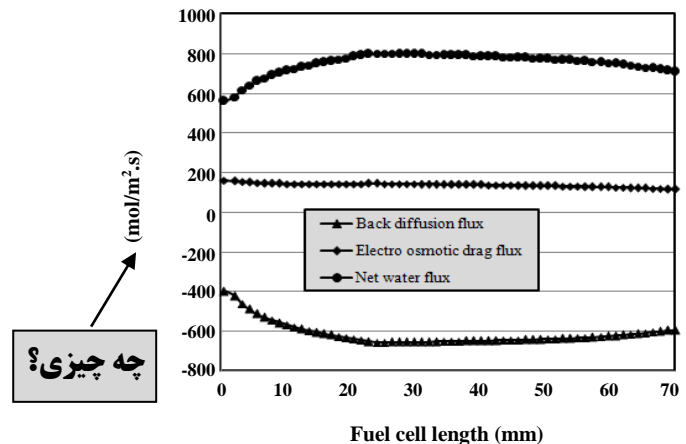 1000
800
600
400
200
0
-200
-400
-600
-800
(mol/m².s)
چه چیزی؟
Back diffusion flux
Electro osmotic drag flux
Net water flux
0 10 20 30 40 50 60 70
Fuel cell length (mm)